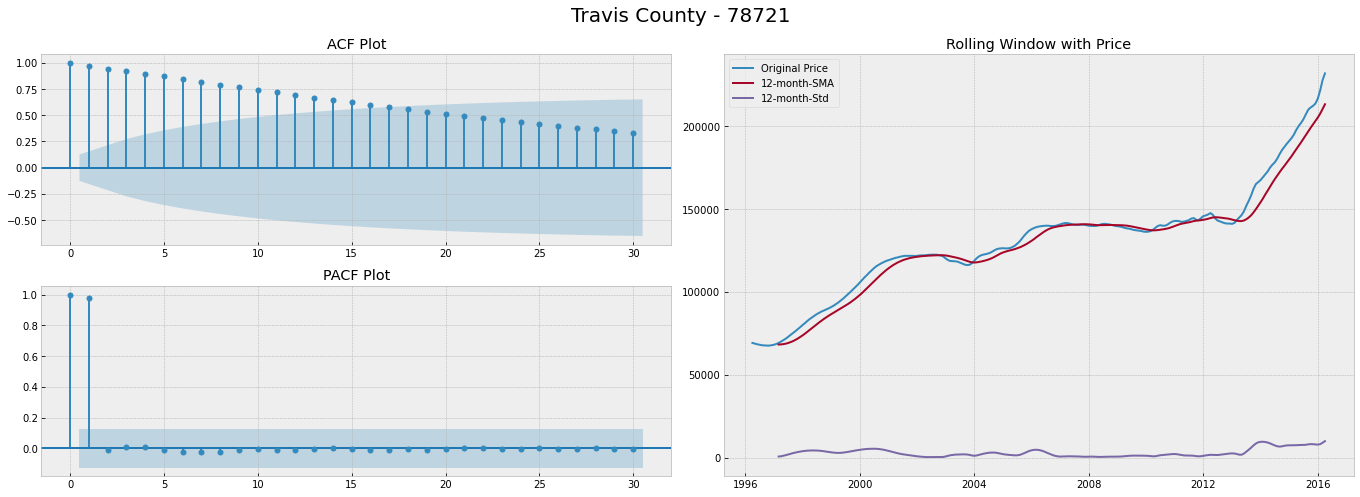 Travis County - 78721
ACF Plot
1.00
0.75
0.50
0.25
0.00
−0.25
−0.50
0 5 10 15 20 25 30
PACF Plot
1.0
0.8
0.6
0.4
0.2
0.0
0 5 10 15 20 25 30
Rolling Window with Price
Original Price
12-month-SMA
12-month-Std
200000
150000
100000
50000
0
1996 2000 2004 2008 2012 2016